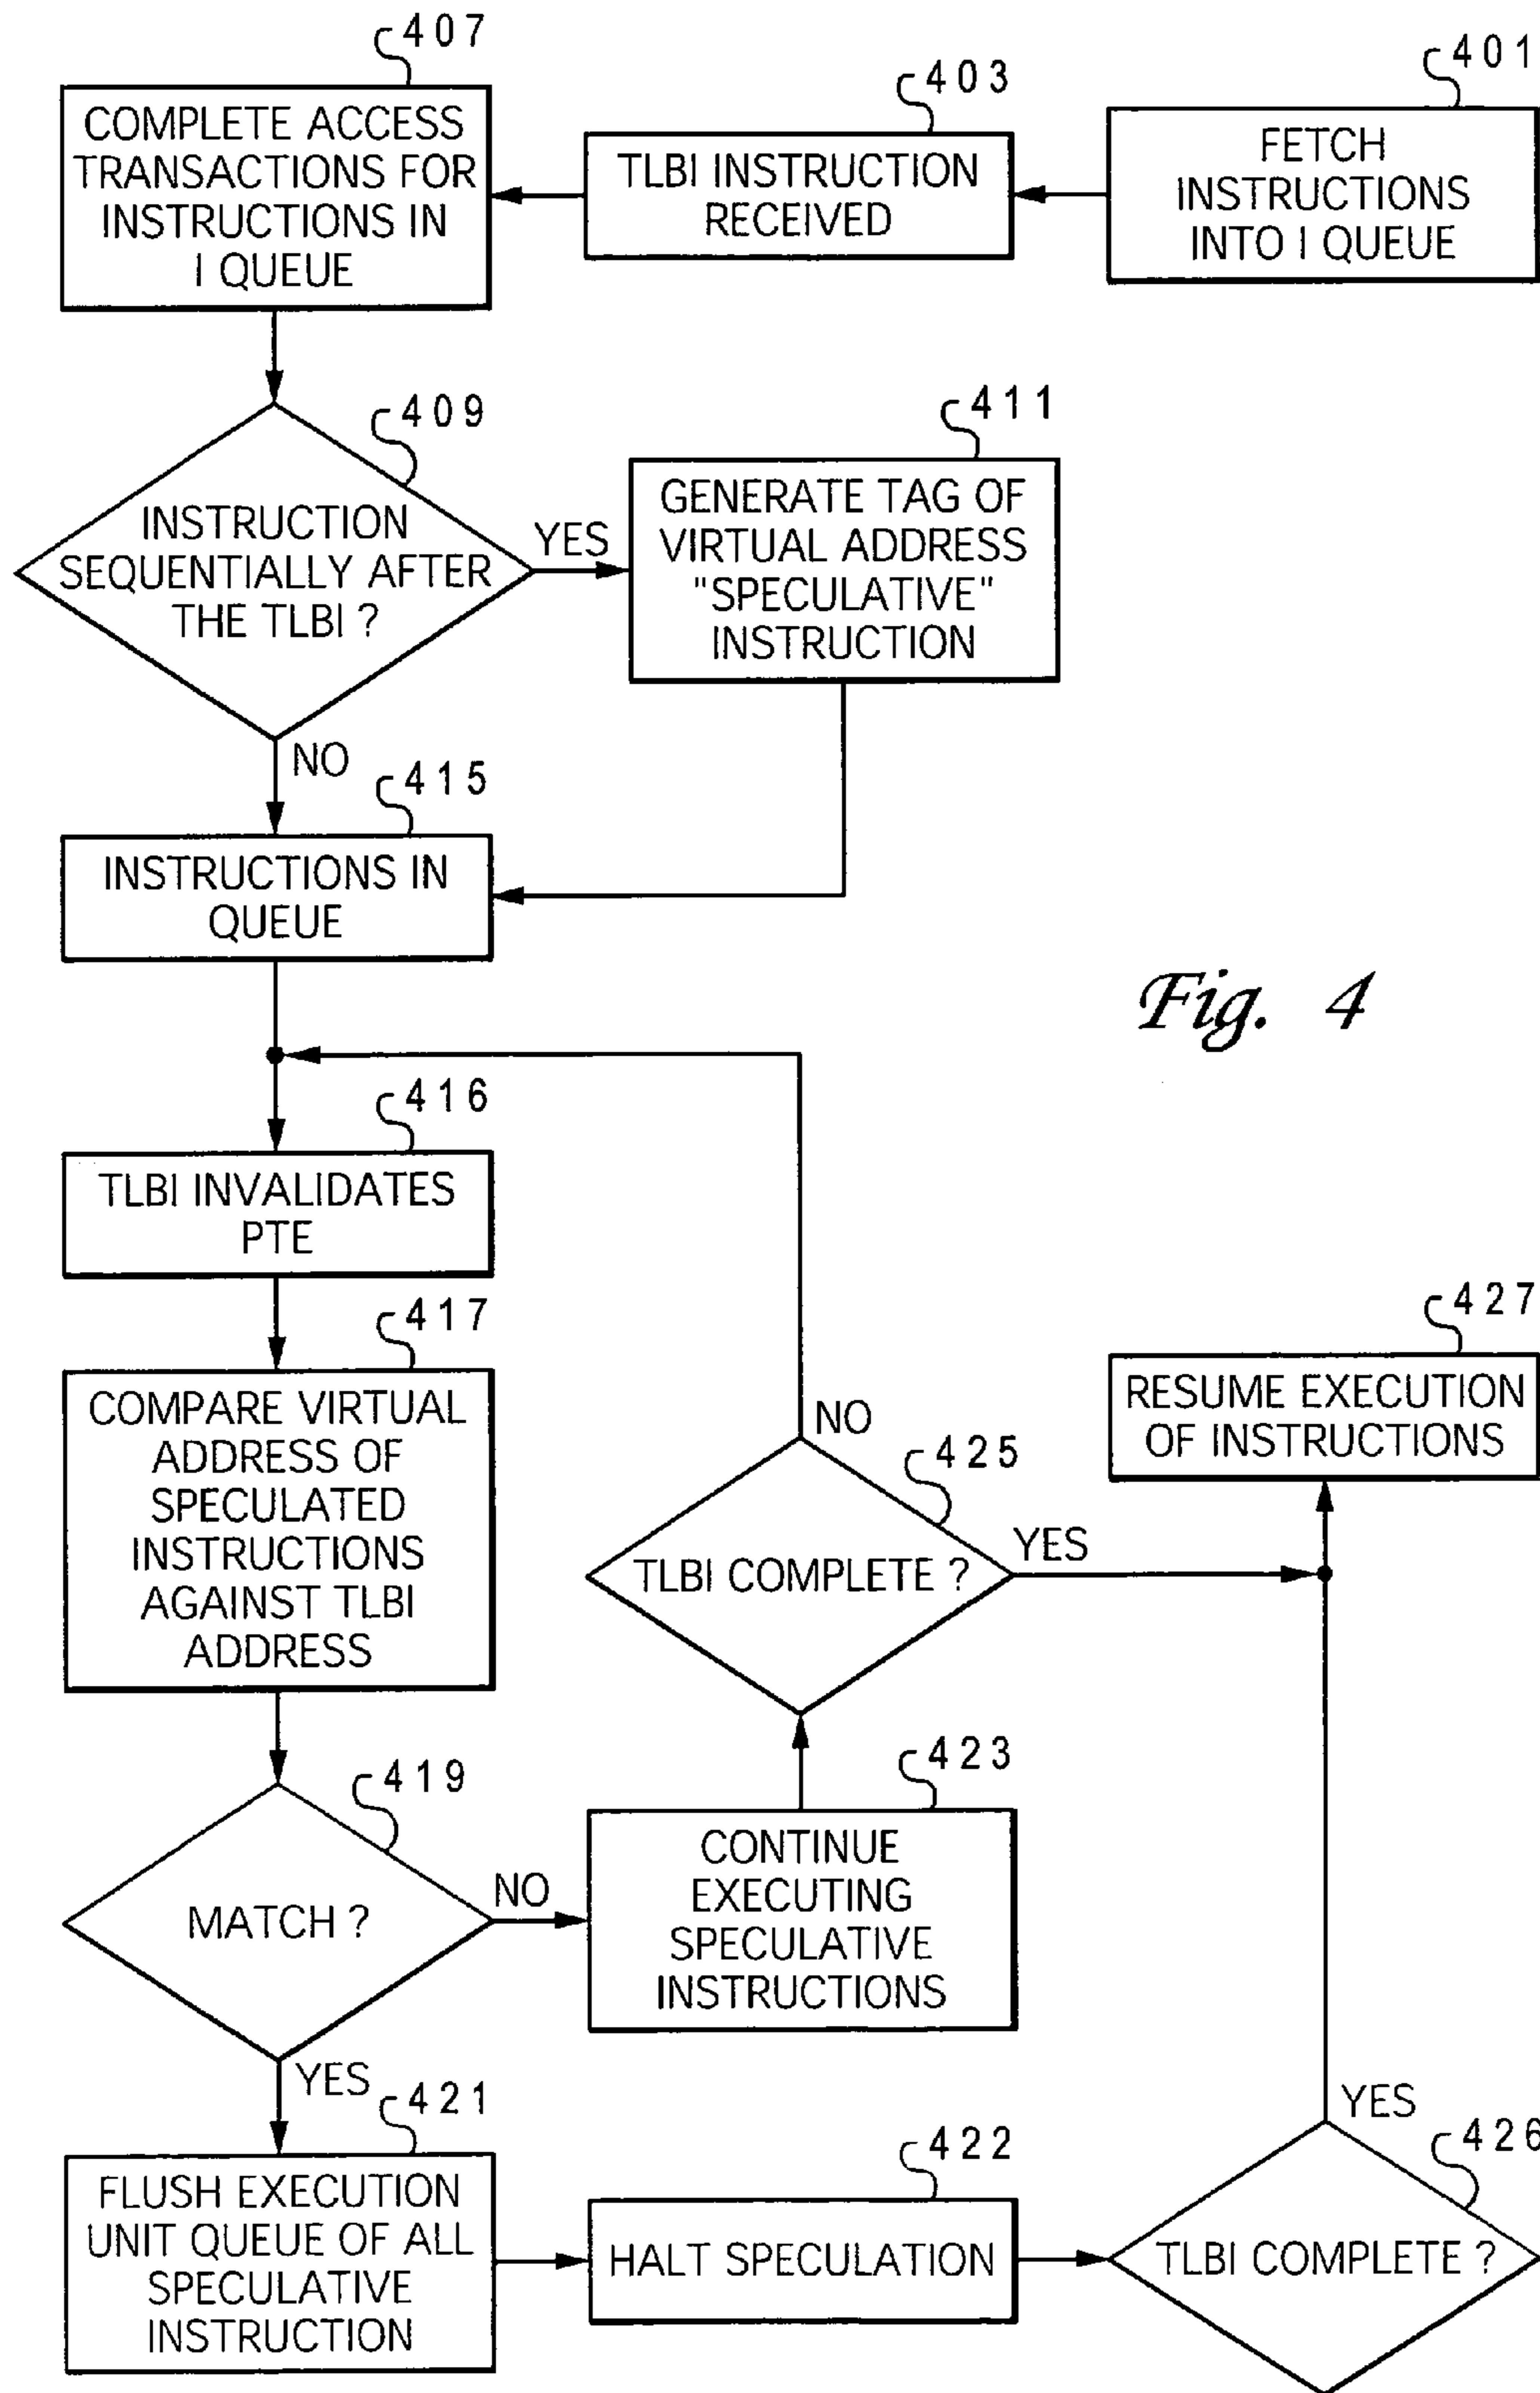 401
FETCH
INSTRUCTIONS
INTO I QUEUE
403
TLBI INSTRUCTION
RECEIVED
407
COMPLETE ACCESS
TRANSACTIONS FOR
INSTRUCTIONS IN
I QUEUE
409
INSTRUCTION
SEQUENTIALLY AFTER
THE TLBI ?
YES
NO
411
GENERATE TAG OF
VIRTUAL ADDRESS
"SPECULATIVE"
INSTRUCTION
415
INSTRUCTIONS IN
QUEUE
Fig. 4
416
TLBI INVALIDATES
PTE
417
COMPARE VIRTUAL
ADDRESS OF
SPECULATED
INSTRUCTIONS
AGAINST TLBI
ADDRESS
419
MATCH ?
NO
YES
423
CONTINUE
EXECUTING
SPECULATIVE
INSTRUCTIONS
425
TLBI COMPLETE ?
NO
YES
427
RESUME EXECUTION
OF INSTRUCTIONS
421
FLUSH EXECUTION
UNIT QUEUE OF ALL
SPECULATIVE
INSTRUCTION
422
HALT SPECULATION
426
TLBI COMPLETE ?
YES